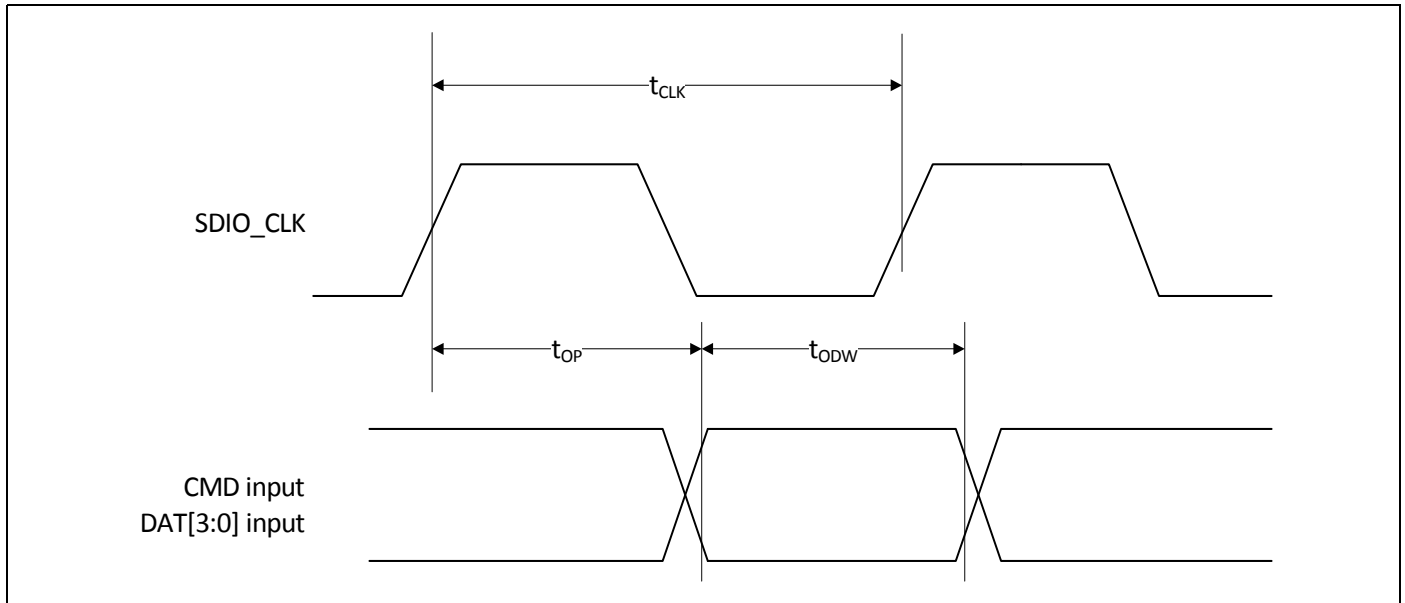 tCLK
SDIO_CLK
tOP
tODW
CMD input
DAT[3:0] input